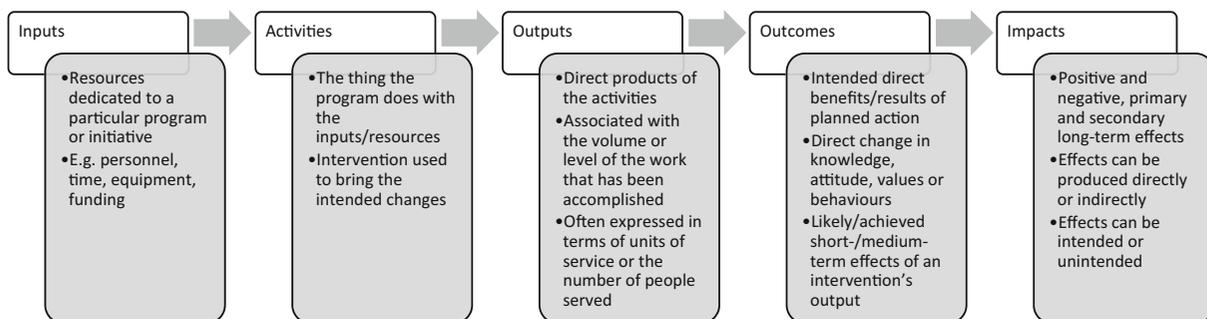 Inputs
•Resources
dedicated to a
particular program
or initiative
•E.g. personnel,
time, equipment,
funding
Activities
•The thing the
program does with
the
inputs/resources
•Intervention used
to bring the
intended changes
Outputs
•Direct products of
the activities
•Associated with
the volume or
level of the work
that has been
accomplished
•Often expressed in
terms of units of
service or the
number of people
served
Outcomes
•Intended direct
benefits/results of
planned action
•Direct change in
knowledge,
attitude, values or
behaviours
•Likely/achieved
short-/medium-
term effects of an
intervention's
output
Impacts
•Positive and
negative, primary
and secondary
long-term effects
•Effects can be
produced directly
or indirectly
•Effects can be
intended or
unintended